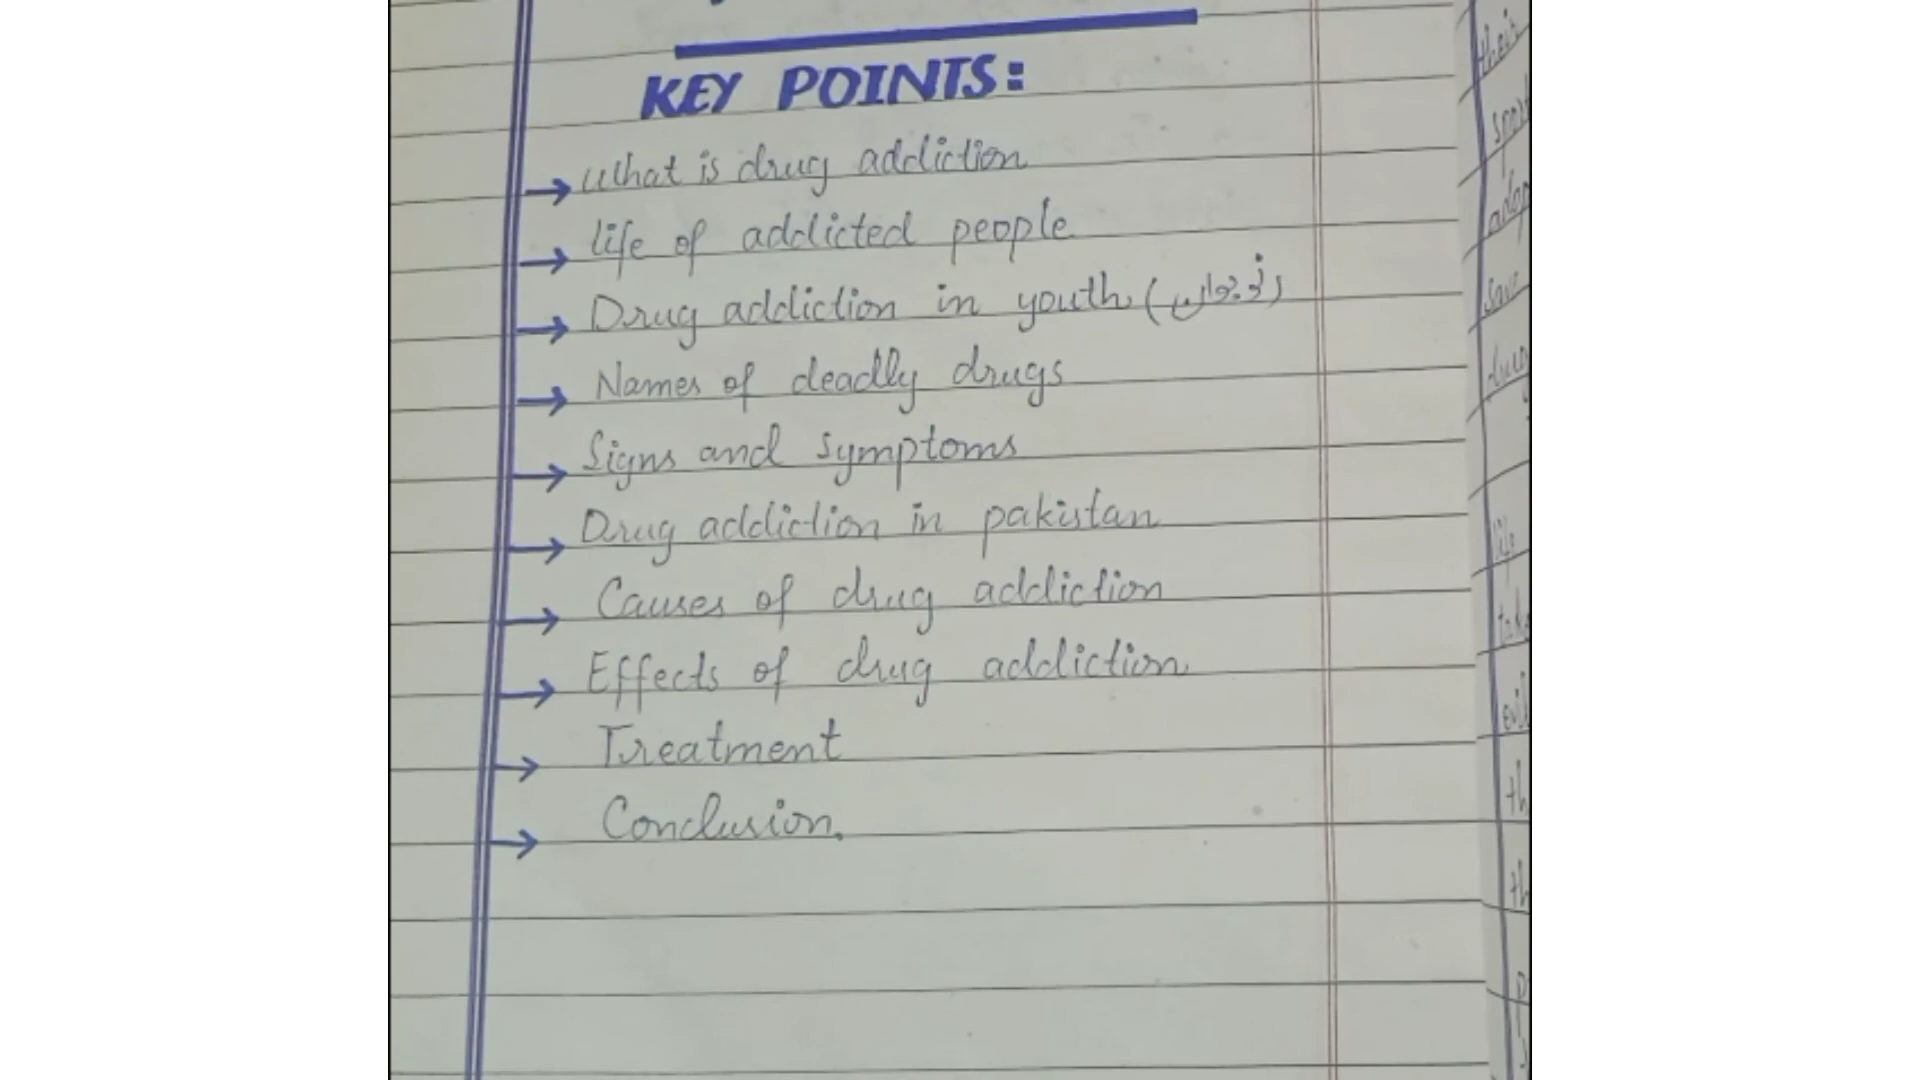 KEY POINTS:
→ What is drug addiction
→ life of addicted people
→ Drug addiction in youth (نوجوان)
→ Names of deadly drugs
→ Signs and symptoms
→ Drug addiction in pakistan
→ Causes of drug addiction
→ Effects of drug addiction
→ Treatment
→ Conclusion.